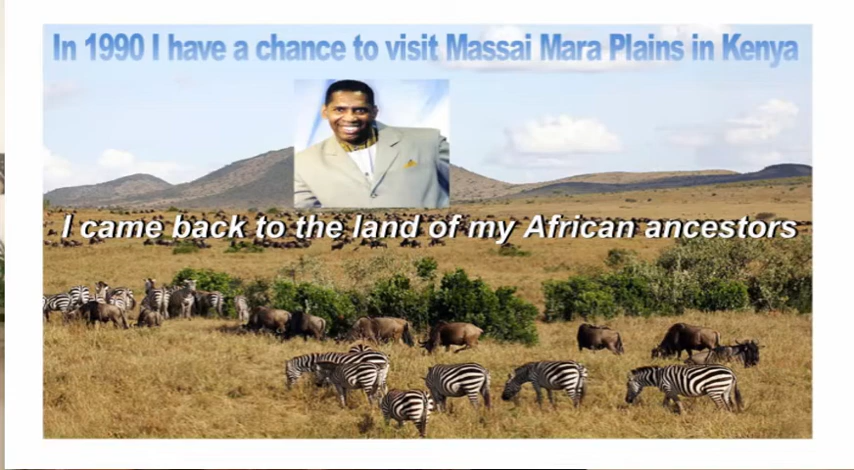 In 1990 I have a chance to visit Massai Mara Plains in Kenya
I came back to the land of my African ancestors